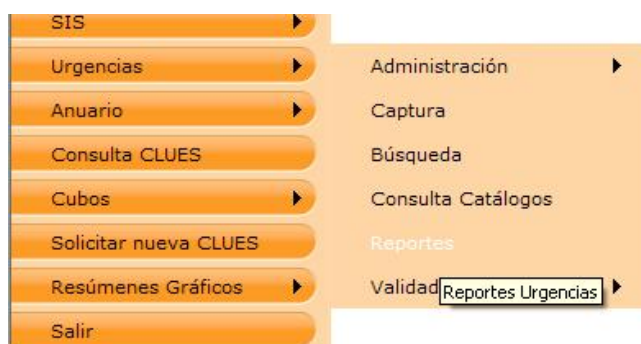 SIS
Urgencias
Anuario
Consulta CLUES
Cubos
Solicitar nueva CLUES
Resúmenes Gráficos
Salir
Administración
Captura
Búsqueda
Consulta Catálogos
Reportes
Validad
Reportes Urgencias